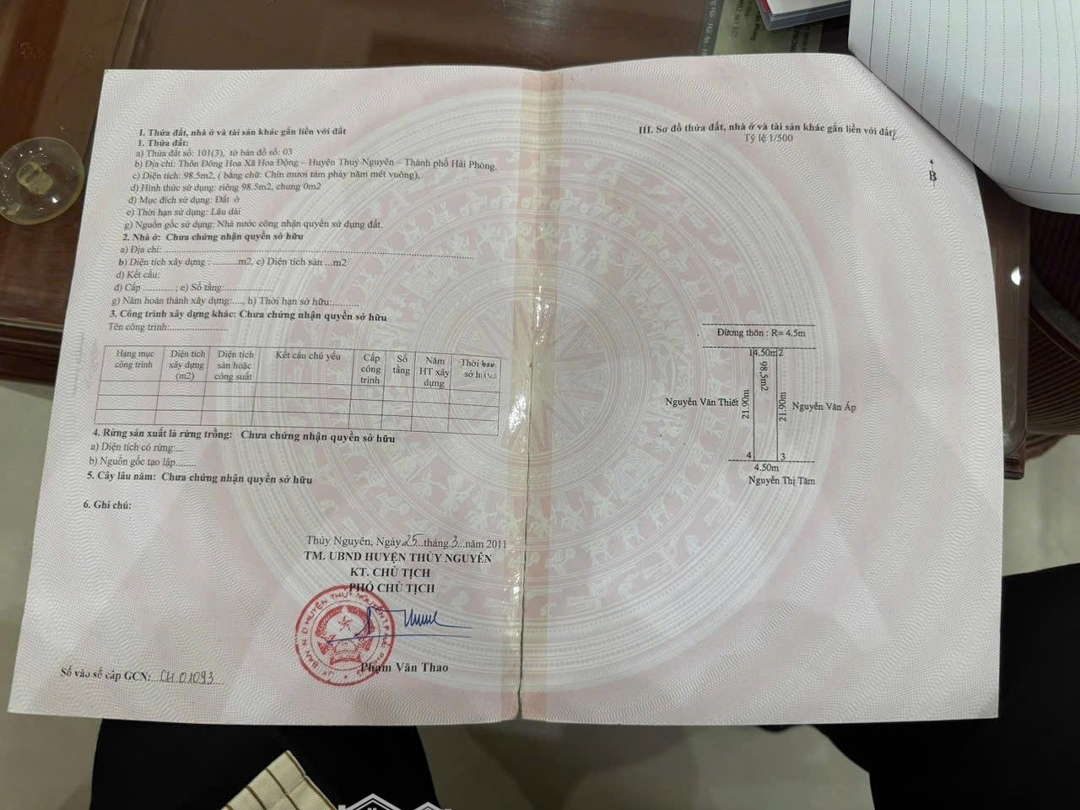 I. Thửa đất, nhà ở và tài sản khác gắn liền với đất
1. Thửa đất:
a) Thửa đất số: 101(3), tờ bản đồ số: 03
b) Địa chỉ: Thôn Đông Hoa Xã Hoa Động – Huyện Thuỷ Nguyên – Thành phố Hải Phòng.
c) Diện tích: 98.5m2, ( bằng chữ: Chín mươi tám phảy năm mét vuông),
d) Hình thức sử dụng: riêng 98.5m2, chung 0m2
đ) Mục đích sử dụng: Đất ở
e) Thời hạn sử dụng: Lâu dài
g) Nguồn gốc sử dụng: Nhà nước công nhận quyền sử dụng đất.
2. Nhà ở: Chưa chứng nhận quyền sở hữu
a) Địa chỉ:
b) Diện tích xây dựng : ..........m2, c) Diện tích sàn ...m2
d) Kết cấu:
đ) Cấp .......... ; e) Số tầng:...............
g) Năm hoàn thành xây dựng:...., h) Thời hạn sở hữu:.........
3. Công trình xây dựng khác: Chưa chứng nhận quyền sở hữu
Tên công trình:...................
Hạng mục công trình
Diện tích xây dựng (m2)
Diện tích sàn hoặc công suất
Kết cấu chủ yếu
Cấp công trình
Số tầng
Năm HT xây dựng
Thời hạn sở hữu
4. Rừng sản xuất là rừng trồng: Chưa chứng nhận quyền sở hữu
a) Diện tích có rừng:...
b) Nguồn gốc tạo lập.......
5. Cây lâu năm: Chưa chứng nhận quyền sở hữu
6. Ghi chú:
Thủy Nguyên, Ngày 25 tháng 3 năm 2011
TM. UBND HUYỆN THỦY NGUYÊN
KT. CHỦ TỊCH
PHÓ CHỦ TỊCH
Phạm Văn Thao
Số vào sổ cấp GCN:...CH.01093...
III. Sơ đồ thửa đất, nhà ở và tài sản khác gắn liền với đất
Tỷ lệ 1/500
B
Đường thôn : R= 4.5m
1 4.50m 2
98.5m2
Nguyễn Văn Thiết
21.90m
21.90m
Nguyễn Văn Áp
4
3
4.50m
Nguyễn Thị Tâm